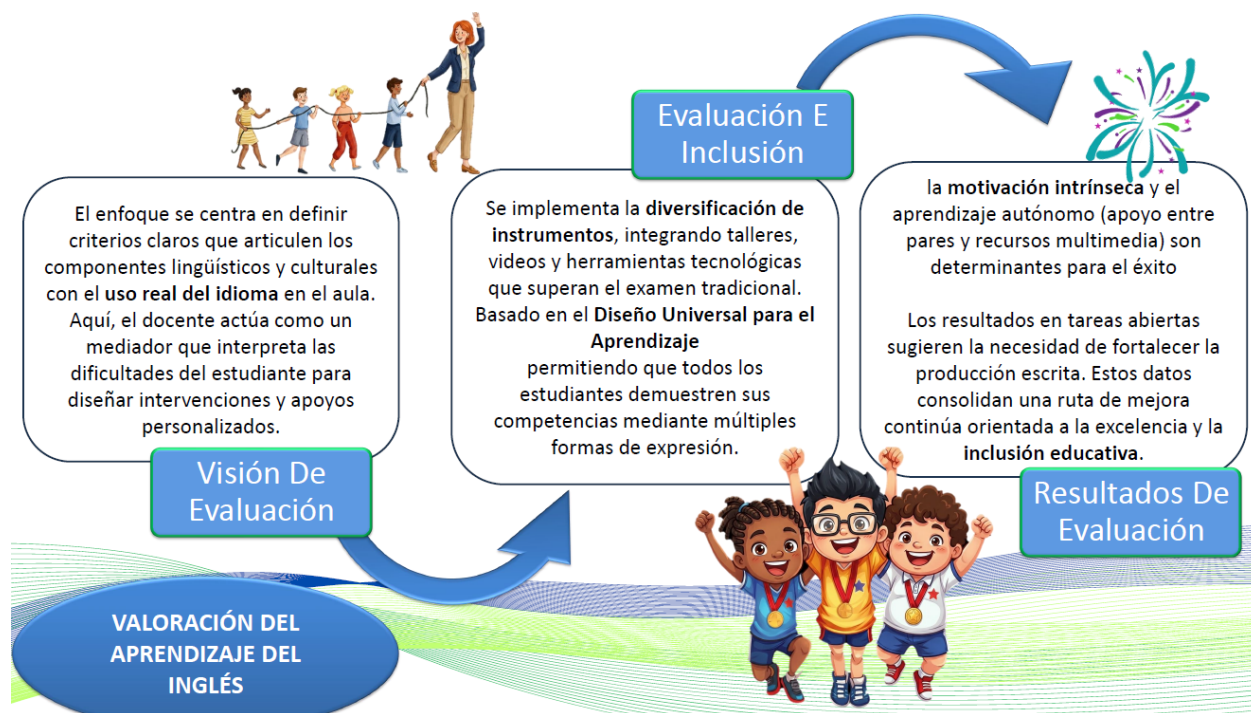 El enfoque se centra en definir
criterios claros que articulen los
componentes lingüísticos y culturales
con el uso real del idioma en el aula.
Aquí, el docente actúa como un
mediador que interpreta las
dificultades del estudiante para
diseñar intervenciones y apoyos
personalizados.
Visión De
Evaluación
Evaluación E
Inclusión
Se implementa la diversificación de
instrumentos, integrando talleres,
videos y herramientas tecnológicas
que superan el examen tradicional.
Basado en el Diseño Universal para el
Aprendizaje
permitiendo que todos los
estudiantes demuestren sus
competencias mediante múltiples
formas de expresión.
la motivación intrínseca y el
aprendizaje autónomo (apoyo entre
pares y recursos multimedia) son
determinantes para el éxito
Los resultados en tareas abiertas
sugieren la necesidad de fortalecer la
producción escrita. Estos datos
consolidan una ruta de mejora
continúa orientada a la excelencia y la
inclusión educativa.
Resultados De
Evaluación
VALORACIÓN DEL
APRENDIZAJE DEL
INGLÉS